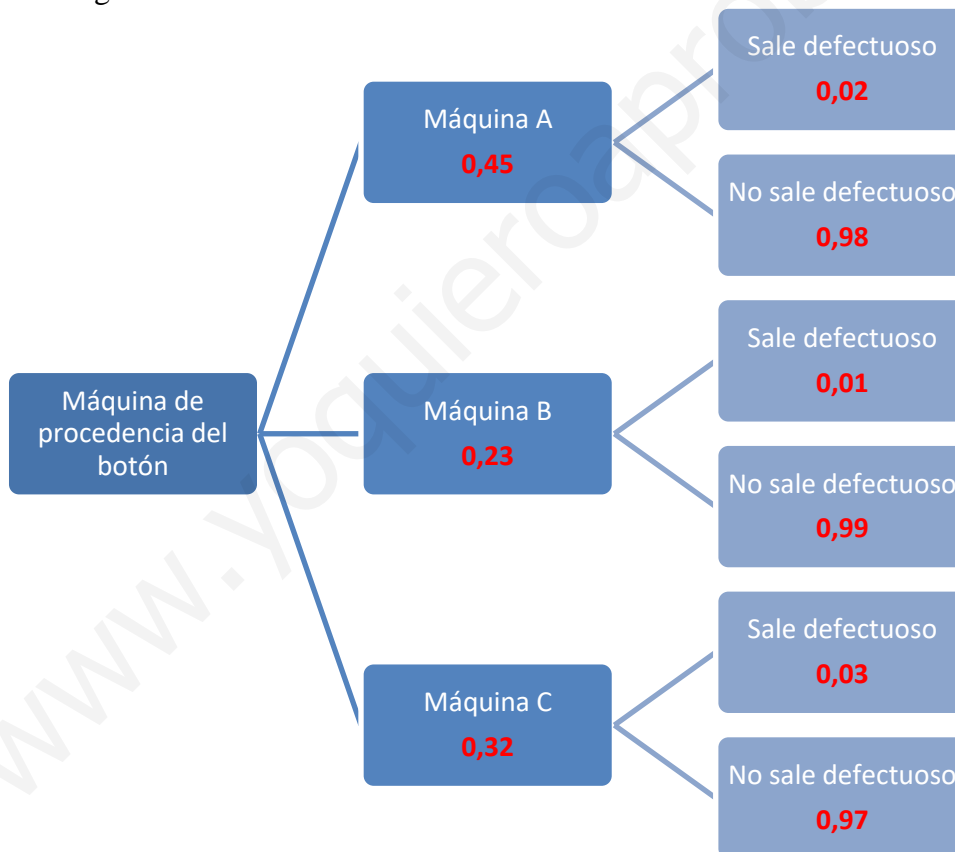 Máquina de
procedencia del
botón
Máquina A
0,45
Sale defectuoso
0,02
No sale defectuoso
0,98
Máquina B
0,23
Sale defectuoso
0,01
No sale defectuoso
0,99
Máquina C
0,32
Sale defectuoso
0,03
No sale defectuoso
0,97